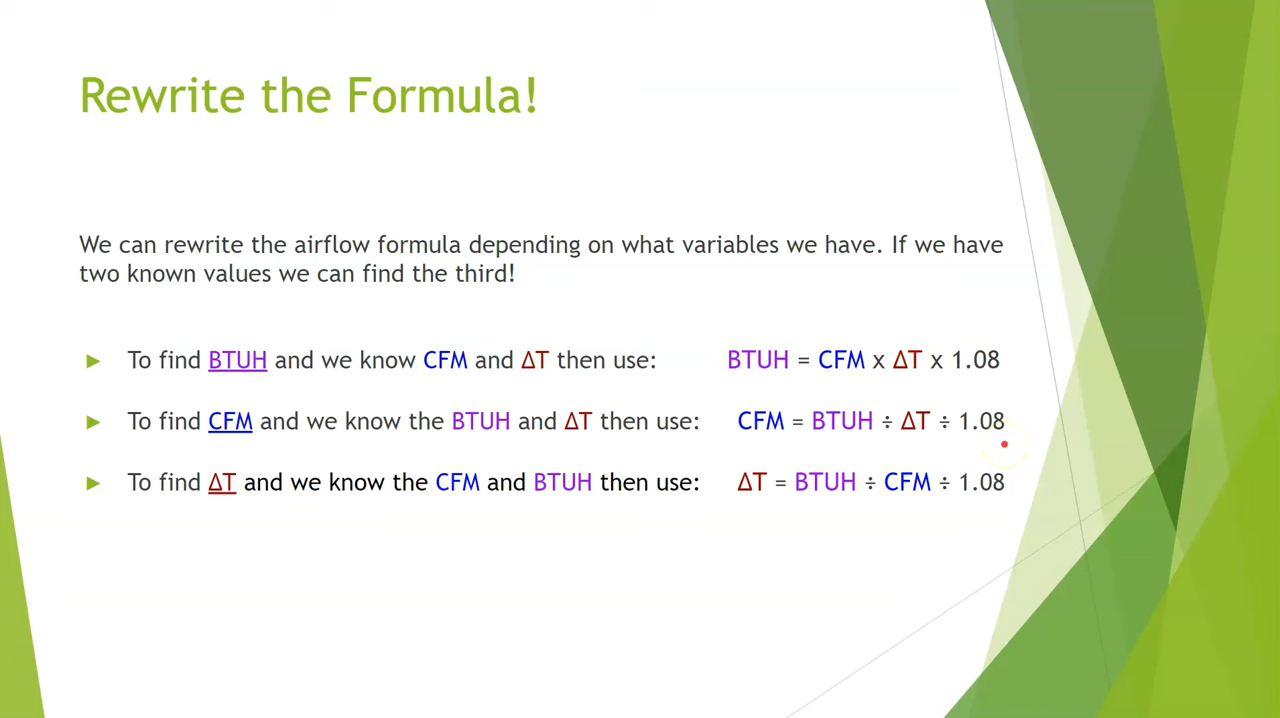 Rewrite the Formula!
We can rewrite the airflow formula depending on what variables we have. If we have
two known values we can find the third!
To find BTUH and we know CFM and ΔT then use: BTUH = CFM x ΔT x 1.08
To find CFM and we know the BTUH and ΔT then use: CFM = BTUH ÷ ΔT ÷ 1.08
To find ΔT and we know the CFM and BTUH then use: ΔT = BTUH ÷ CFM ÷ 1.08